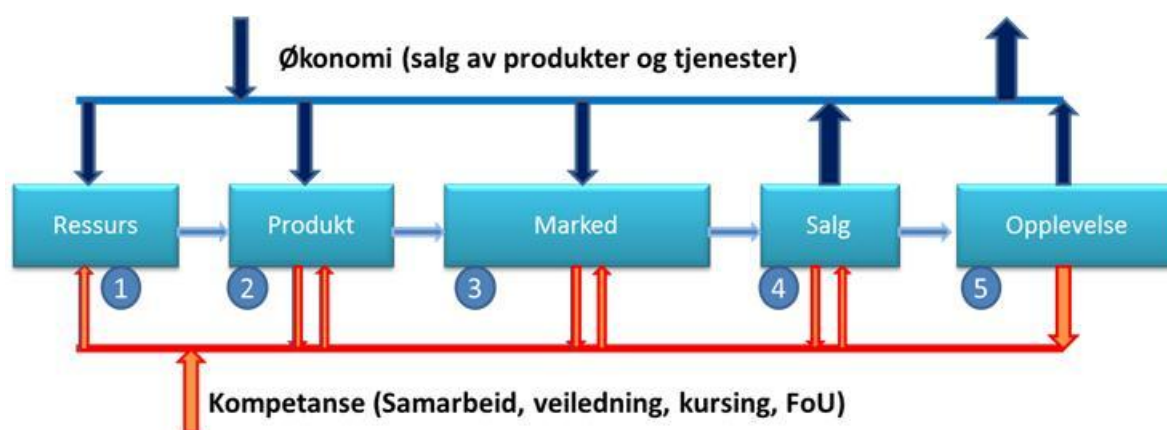 Økonomi (salg av produkter og tjenester)
Ressurs
Produkt
Marked
Salg
Opplevelse
1
2
3
4
5
Kompetanse (Samarbeid, veiledning, kursing, FoU)